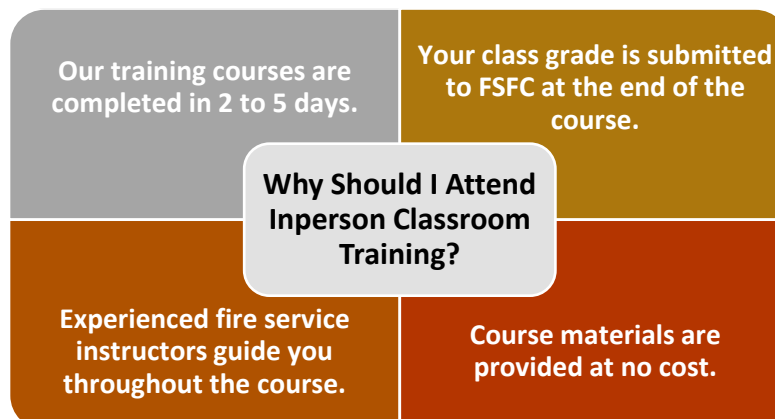 Our training courses are
completed in 2 to 5 days.
Your class grade is submitted
to FSFC at the end of the
course.
Why Should I Attend
Inperson Classroom
Training?
Experienced fire service
instructors guide you
throughout the course.
Course materials are
provided at no cost.